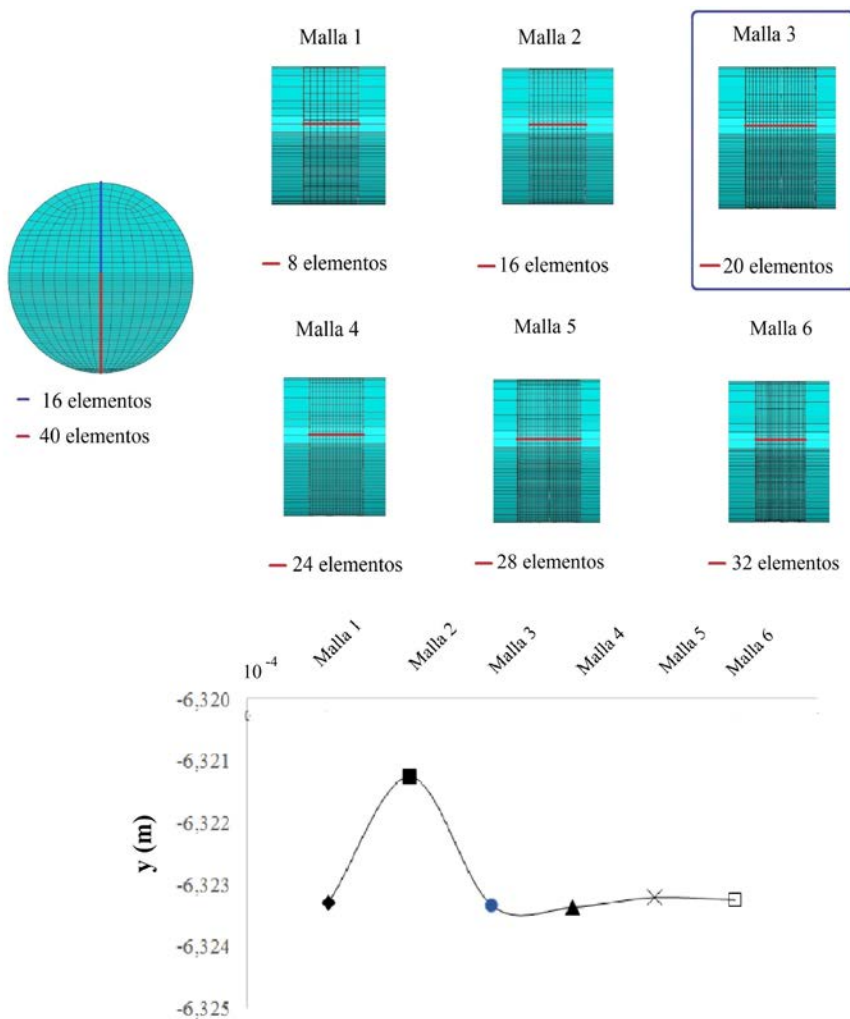 Malla 1
Malla 2
Malla 3
8 elementos
16 elementos
20 elementos
Malla 4
Malla 5
Malla 6
16 elementos
40 elementos
24 elementos
28 elementos
32 elementos
Malla 1
Malla 2
Malla 3
Malla 4
Malla 5
Malla 6
10⁻⁴
-6,320
-6,321
-6,322
-6,323
-6,324
-6,325
y (m)